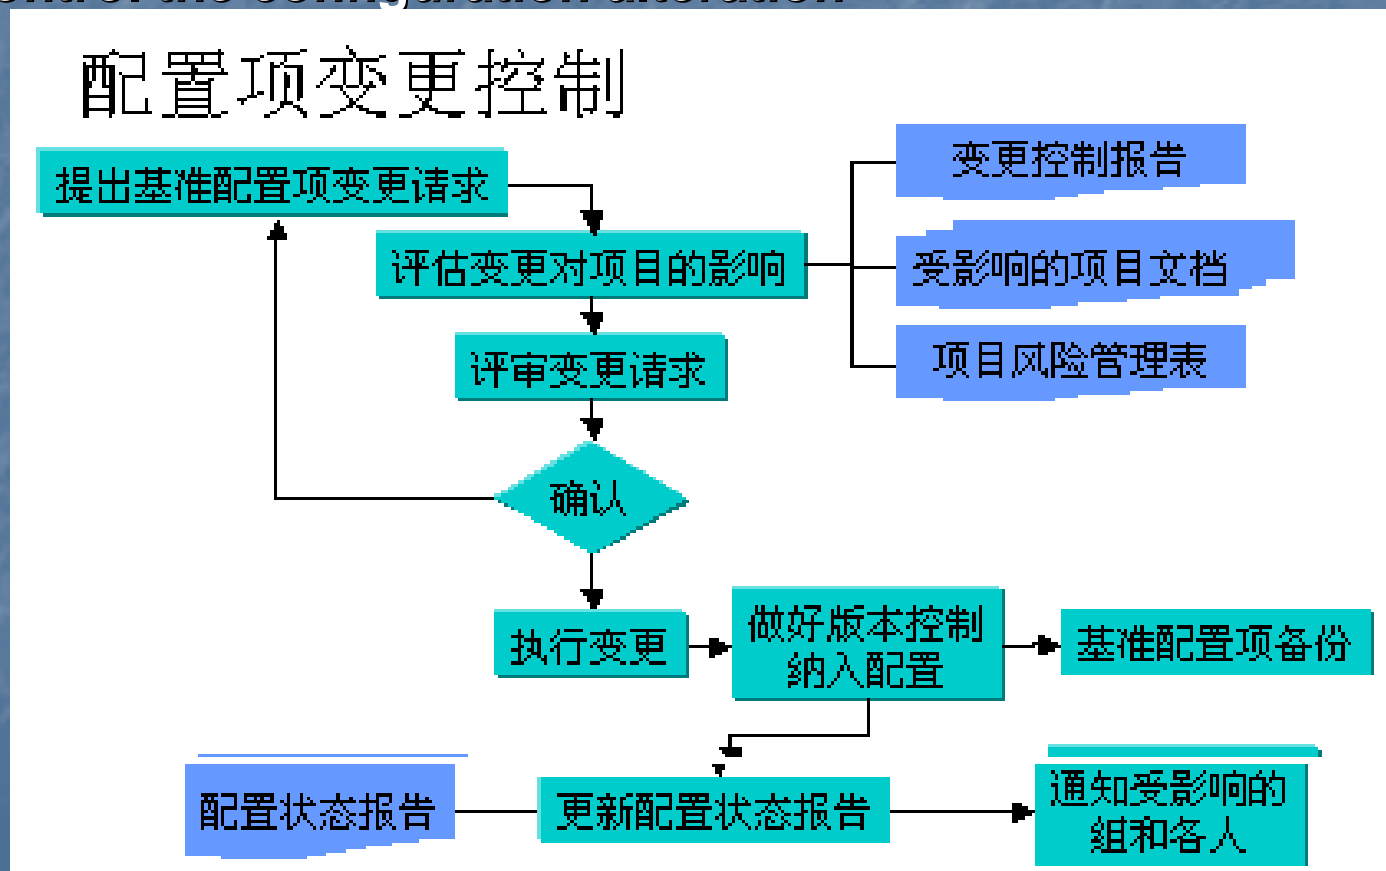 ontrol the configuration alteration
配置项变更控制
提出基准配置项变更请求
变更控制报告
评估变更对项目的影响
受影响的项目文档
项目风险管理表
评审变更请求
确认
执行变更
做好版本控制
纳入配置
基准配置项备份
配置状态报告
更新配置状态报告
通知受影响的
组和各人